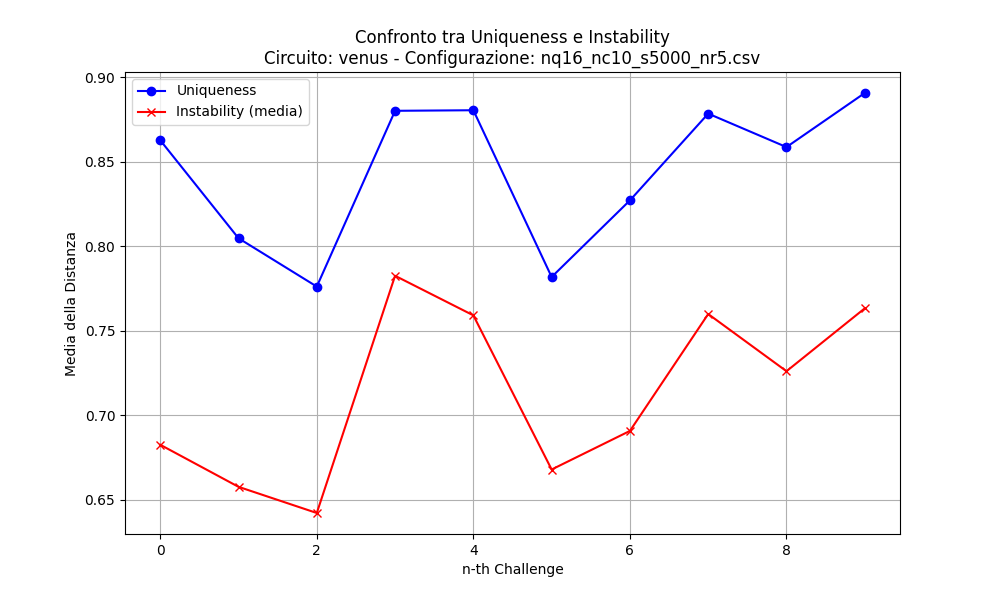 Confronto tra Uniqueness e Instability
Circuito: venus - Configurazione: nq16_nc10_s5000_nr5.csv
Uniqueness
Instability (media)
Media della Distanza
0.90
0.85
0.80
0.75
0.70
0.65
0
2
4
6
8
n-th Challenge